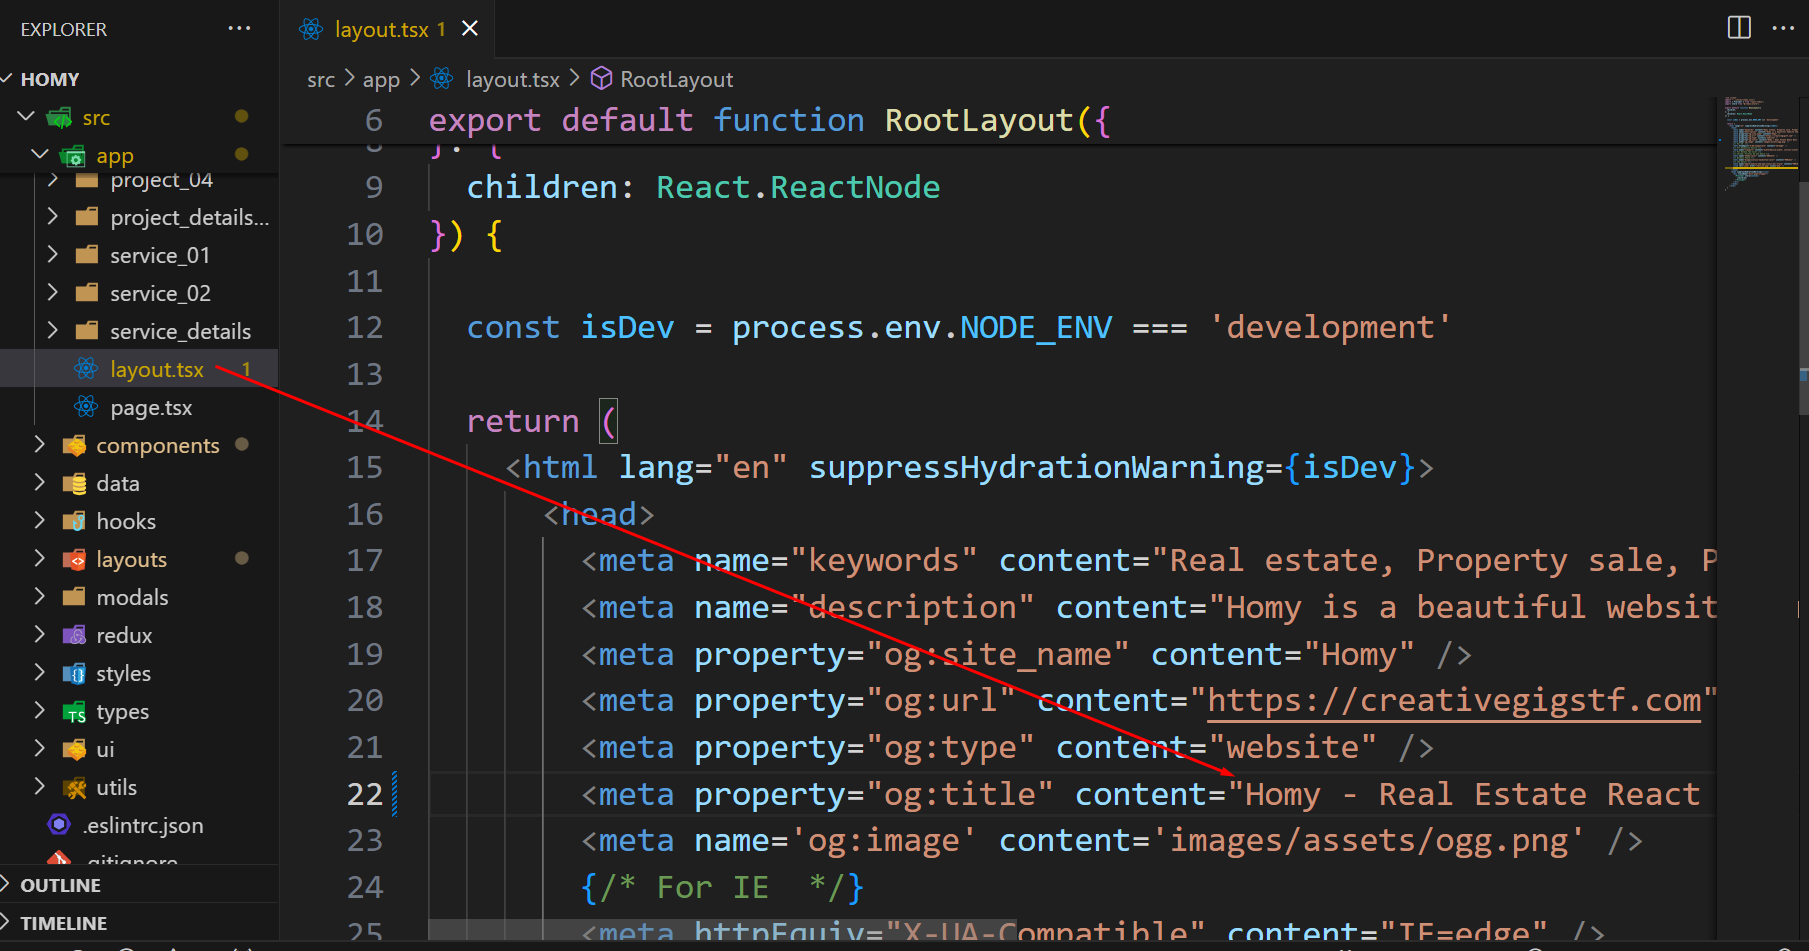 EXPLORER
HOMY
src
app
project_04
project_details...
service_01
service_02
service_details
layout.tsx 1
page.tsx
components
data
hooks
layouts
modals
redux
styles
types
ui
utils
.eslintrc.json
.gitignore
OUTLINE
TIMELINE
layout.tsx 1
src > app > layout.tsx > RootLayout
6 export default function RootLayout({
8 }: {
9 children: React.ReactNode
10 }) {
11
12 const isDev = process.env.NODE_ENV === 'development'
13
14 return (
15 <html lang="en" suppressHydrationWarning={isDev}>
16 <head>
17 <meta name="keywords" content="Real estate, Property sale, P
18 <meta name="description" content="Homy is a beautiful websit
19 <meta property="og:site_name" content="Homy" />
20 <meta property="og:url" content="https://creativegigstf.com"
21 <meta property="og:type" content="website" />
22 <meta property="og:title" content="Homy - Real Estate React
23 <meta name='og:image' content='images/assets/ogg.png' />
24 {/* For IE  */}
25 <meta httpEquiv="X-UA-Compatible" content="IE=edge" />